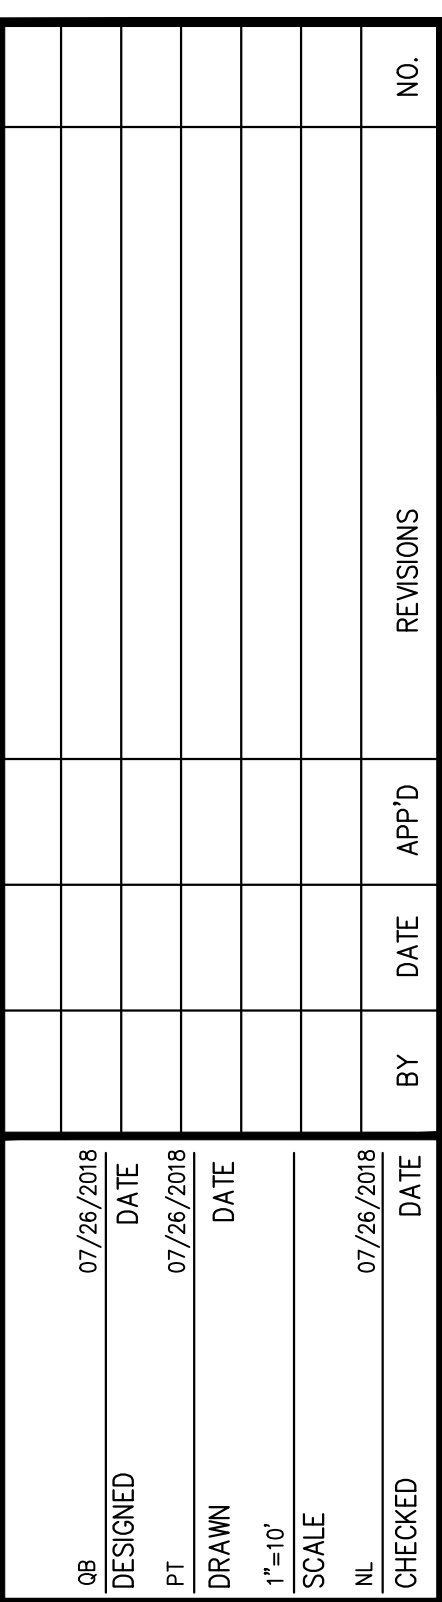 QB 07/26/2018
DESIGNED DATE
PT 07/26/2018
DRAWN DATE
1"=10'
SCALE
NL 07/26/2018
CHECKED DATE
BY DATE APP'D REVISIONS NO.